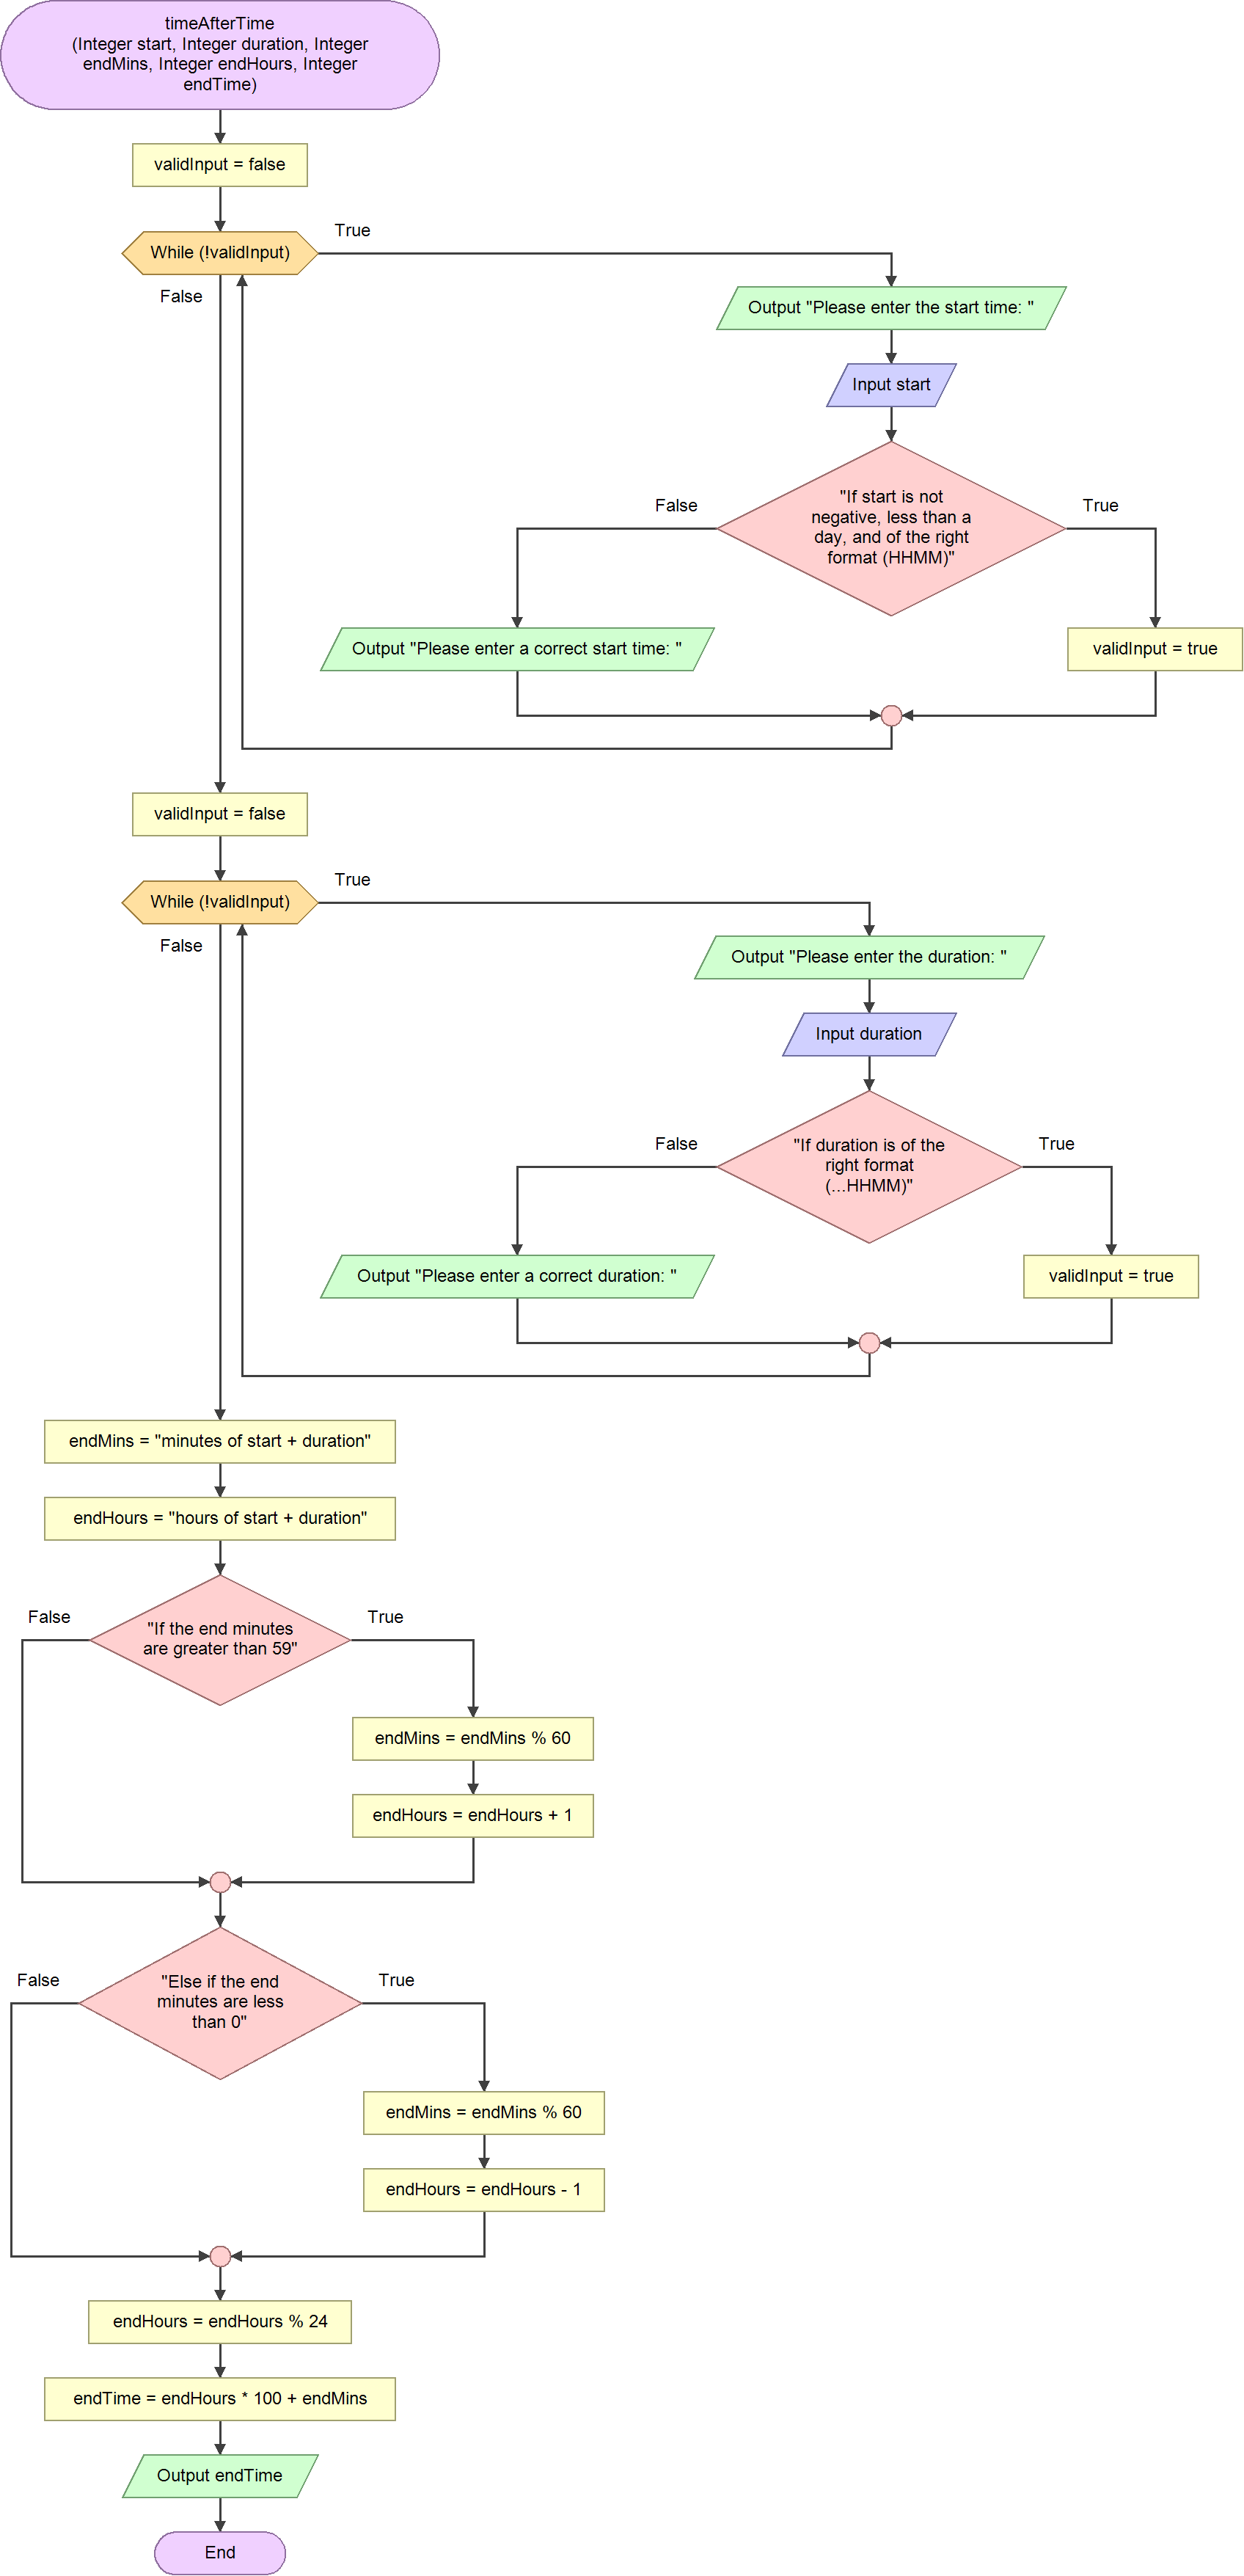 timeAfterTime
(Integer start, Integer duration, Integer
endMins, Integer endHours, Integer
endTime)
validInput = false
True
While (!validInput)
False
Output "Please enter the start time: "
Input start
False
"If start is not
negative, less than a
day, and of the right
format (HHMM)"
True
Output "Please enter a correct start time: "
validInput = true
validInput = false
True
While (!validInput)
False
Output "Please enter the duration: "
Input duration
False
"If duration is of the
right format
(...HHMM)"
True
Output "Please enter a correct duration: "
validInput = true
endMins = "minutes of start + duration"
endHours = "hours of start + duration"
False
"If the end minutes
are greater than 59"
True
endMins = endMins % 60
endHours = endHours + 1
False
"Else if the end
minutes are less
than 0"
True
endMins = endMins % 60
endHours = endHours - 1
endHours = endHours % 24
endTime = endHours * 100 + endMins
Output endTime
End